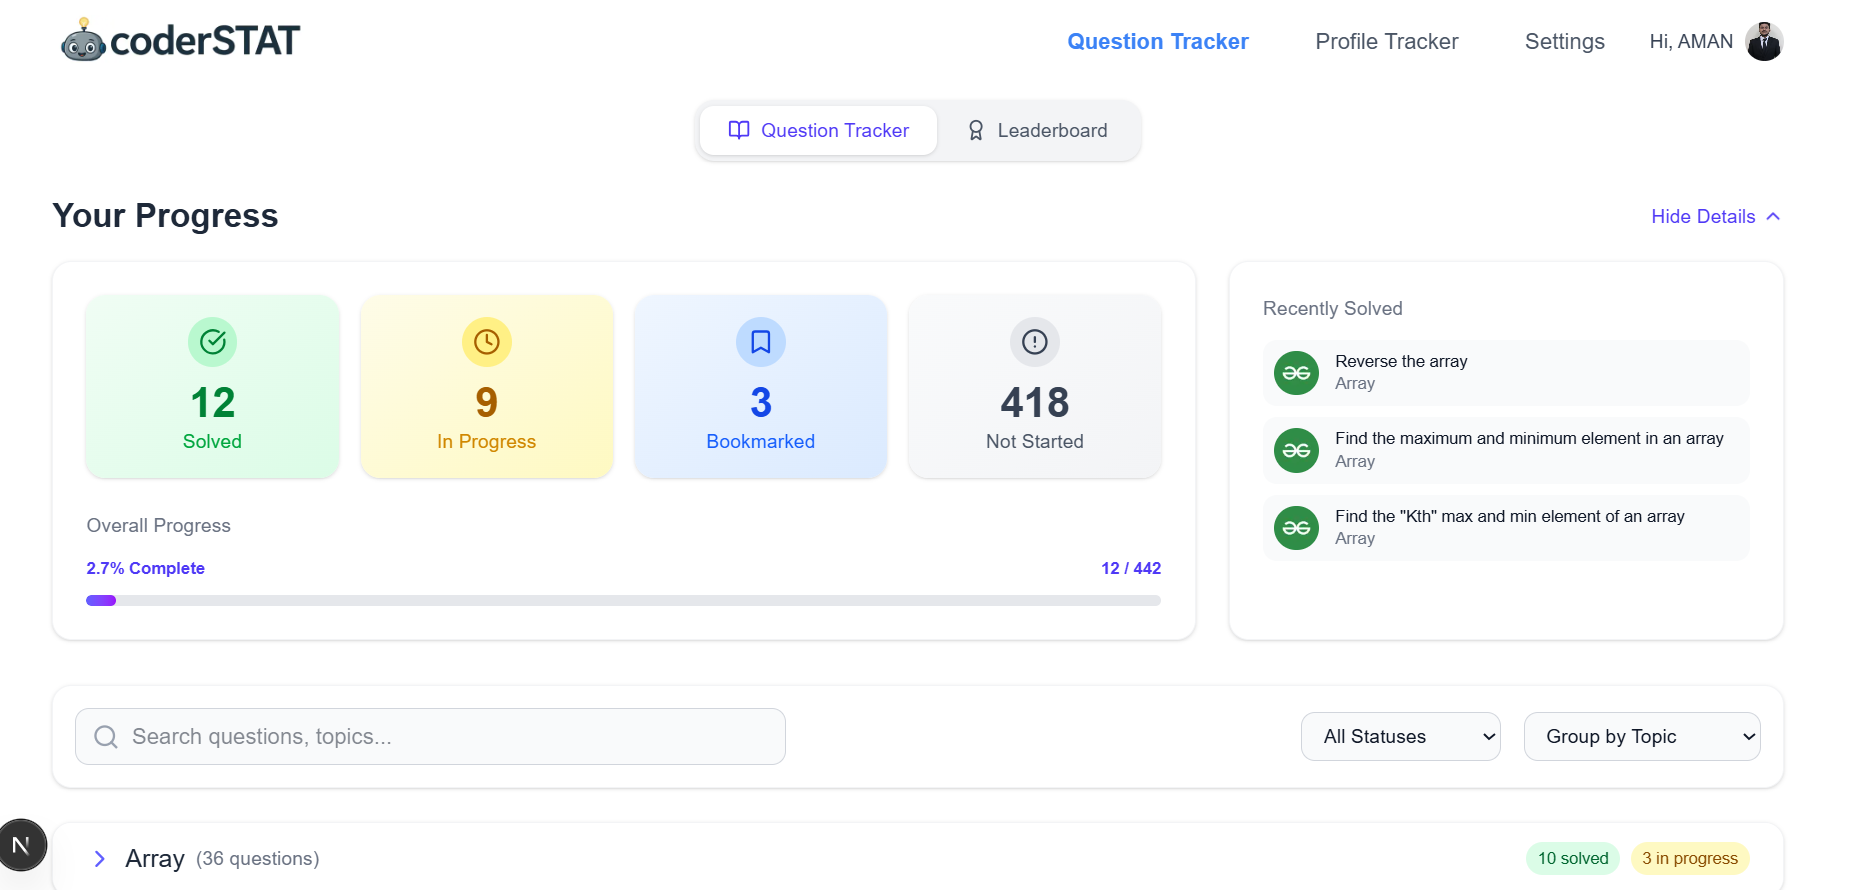 coderSTAT
Question Tracker
Profile Tracker
Settings
Hi, AMAN
Question Tracker
Leaderboard
Your Progress
Hide Details
12
Solved
9
In Progress
3
Bookmarked
418
Not Started
Overall Progress
2.7% Complete
12 / 442
Recently Solved
Reverse the array
Array
Find the maximum and minimum element in an array
Array
Find the "Kth" max and min element of an array
Array
Search questions, topics...
All Statuses
Group by Topic
N
Array (36 questions)
10 solved
3 in progress